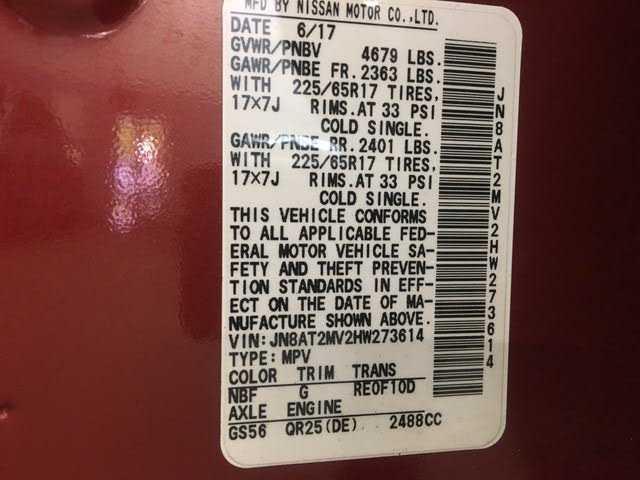 MFD BY NISSAN MOTOR CO.,LTD.
DATE 6/17
GVWR/PNBV 4679 LBS.
GAWR/PNBE FR. 2363 LBS.
WITH 225/65R17 TIRES,
17×7J RIMS.AT 33 PSI
COLD SINGLE.
GAWR/PNBE RR. 2401 LBS.
WITH 225/65R17 TIRES,
17×7J RIMS.AT 33 PSI
COLD SINGLE.
THIS VEHICLE CONFORMS
TO ALL APPLICABLE FED-
ERAL MOTOR VEHICLE SA-
FETY AND THEFT PREVEN-
TION STANDARDS IN EFF-
ECT ON THE DATE OF MA-
NUFACTURE SHOWN ABOVE.
VIN:JN8AT2MV2HW273614
TYPE:MPV
COLOR TRIM TRANS
NBF G RE0F10D
AXLE ENGINE
GS56 QR25(DE) 2488CC
JN8AT2MV2HW273614